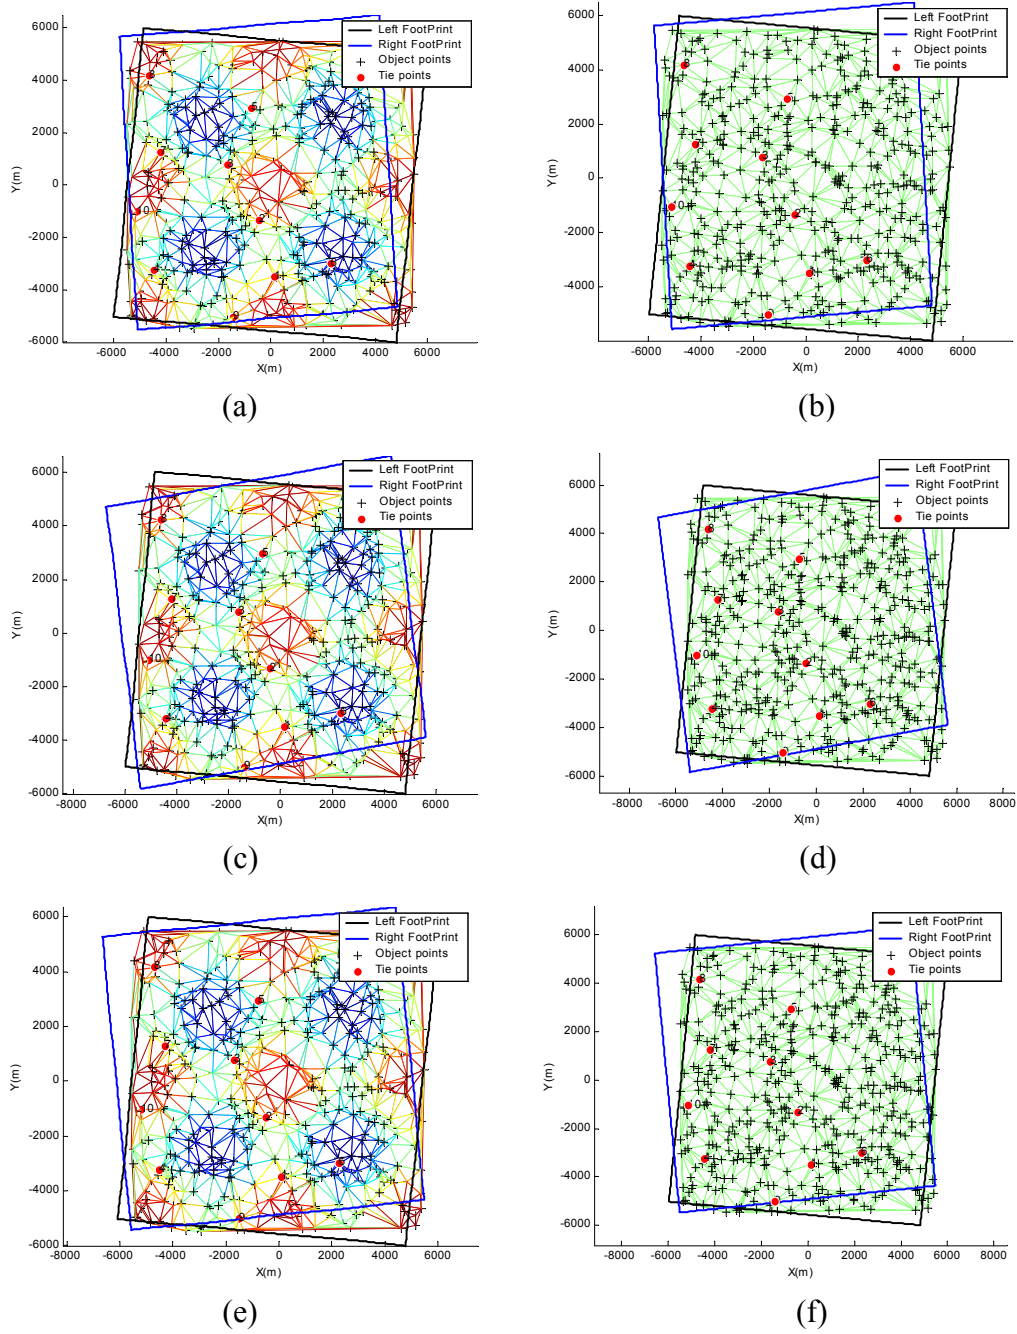 6000
4000
2000
0
-2000
-4000
-6000
Y(m)
-6000 -4000 -2000 0 2000 4000 6000
X(m)
Left FootPrint
Right FootPrint
Object points
Tie points
(a)
6000
4000
2000
0
-2000
-4000
Y(m)
-6000 -4000 -2000 0 2000 4000 6000
X(m)
Left FootPrint
Right FootPrint
Object points
Tie points
(b)
6000
4000
2000
0
-2000
-4000
-6000
Y(m)
-8000 -6000 -4000 -2000 0 2000 4000 6000
X(m)
Left FootPrint
Right FootPrint
Object points
Tie points
(c)
6000
4000
2000
0
-2000
-4000
-6000
Y(m)
-8000 -6000 -4000 -2000 0 2000 4000 6000 8000
X(m)
Left FootPrint
Right FootPrint
Object points
Tie points
(d)
6000
4000
2000
0
-2000
-4000
-6000
Y(m)
-8000 -6000 -4000 -2000 0 2000 4000 6000
X(m)
Left FootPrint
Right FootPrint
Object points
Tie points
(e)
6000
4000
2000
0
-2000
-4000
-6000
Y(m)
-8000 -6000 -4000 -2000 0 2000 4000 6000 8000
X(m)
Left FootPrint
Right FootPrint
Object points
Tie points
(f)